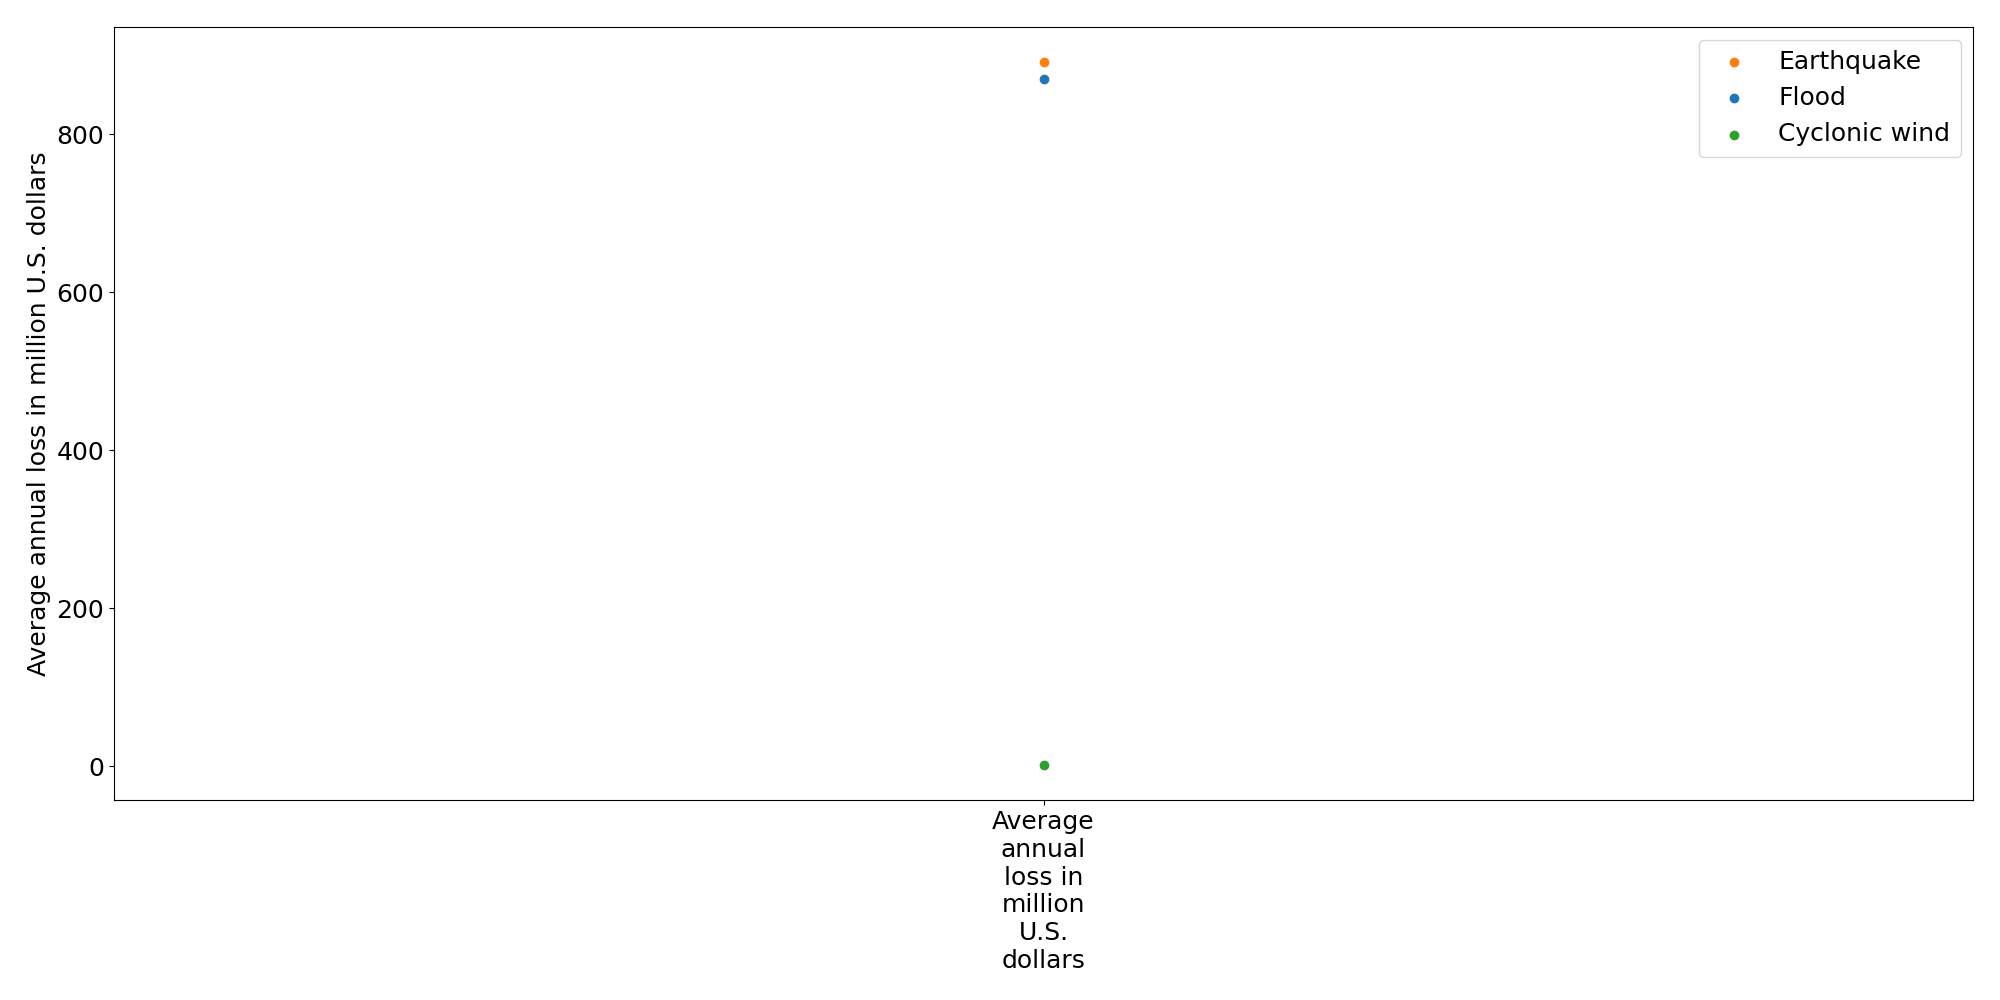 Average annual loss in million U.S. dollars
800
600
400
200
0
Earthquake
Flood
Cyclonic wind
Average
annual
loss in
million
U.S.
dollars